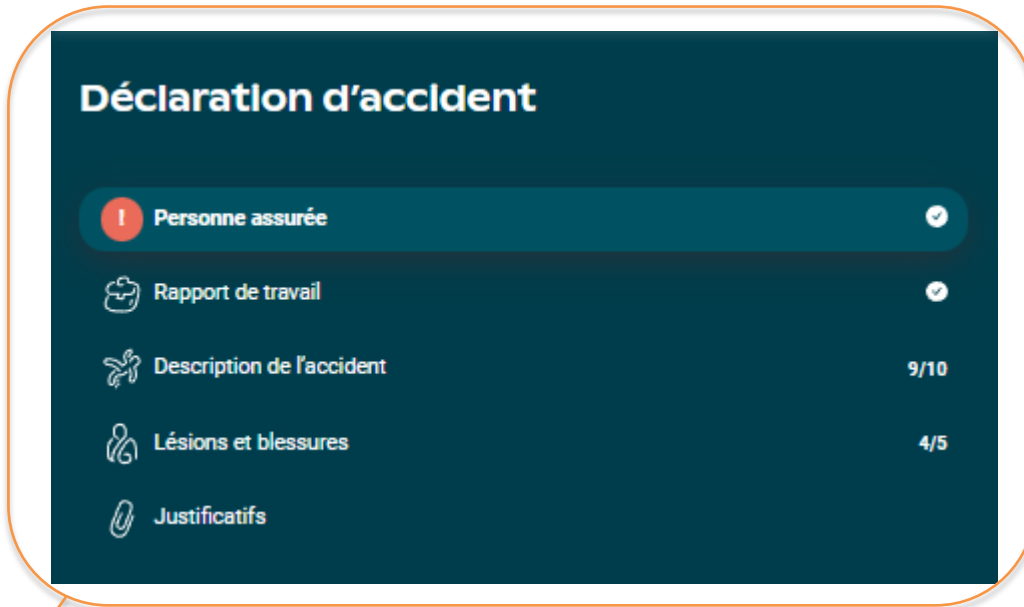 Déclaration d'accident
! Personne assurée
Rapport de travail
Description de l'accident 9/10
Lésions et blessures 4/5
Justificatifs